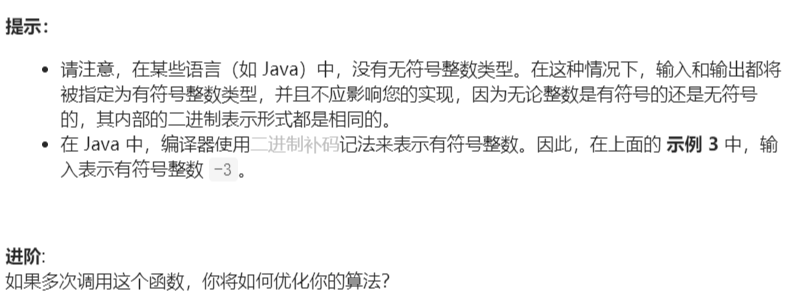 提示：
请注意，在某些语言（如 Java）中，没有无符号整数类型。在这种情况下，输入和输出都将
被指定为有符号整数类型，并且不应影响您的实现，因为无论整数是有符号的还是无符号
的，其内部的二进制表示形式都是相同的。
在 Java 中，编译器使用二进制补码记法来表示有符号整数。因此，在上面的 示例 3 中，输
入表示有符号整数 -3。
进阶:
如果多次调用这个函数，你将如何优化你的算法？